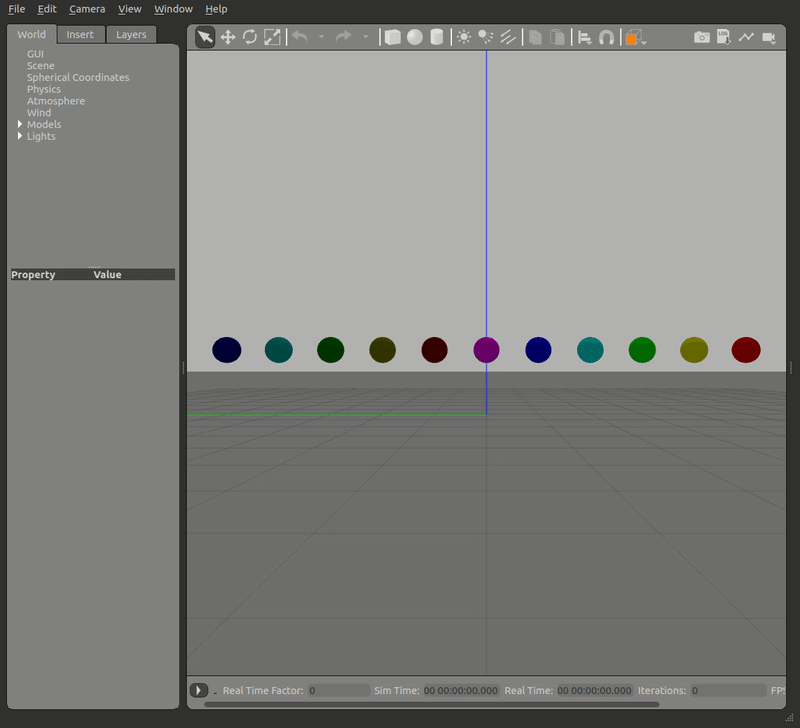 File Edit Camera View Window Help
World Insert Layers
GUI
Scene
Spherical Coordinates
Physics
Atmosphere
Wind
Models
Lights
Property Value
LOG
Real Time Factor: 0 Sim Time: 00 00:00:00.000 Real Time: 00 00:00:00.000 Iterations: 0 FP